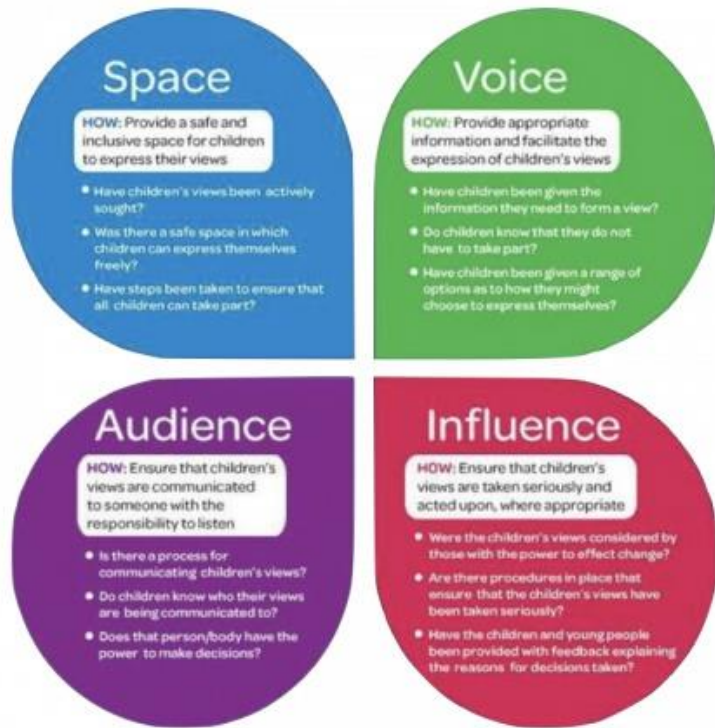 Space
HOW: Provide a safe and
inclusive space for children
to express their views
• Have children's views been actively
sought?
• Was there a safe space in which
children can express themselves
freely?
• Have steps been taken to ensure that
all children can take part?
Voice
HOW: Provide appropriate
information and facilitate the
expression of children's views
• Have children been given the
information they need to form a view?
• Do children know that they do not
have to take part?
• Have children been given a range of
options as to how they might
choose to express themselves?
Audience
HOW: Ensure that children's
views are communicated
to someone with the
responsibility to listen
• Is there a process for
communicating children's views?
• Do children know who their views
are being communicated to?
• Does that person/body have the
power to make decisions?
Influence
HOW: Ensure that children's
views are taken seriously and
acted upon, where appropriate
• Were the children's views considered by
those with the power to effect change?
• Are there procedures in place that
ensure that the children's views have
been taken seriously?
• Have the children and young people
been provided with feedback explaining
the reasons for decisions taken?